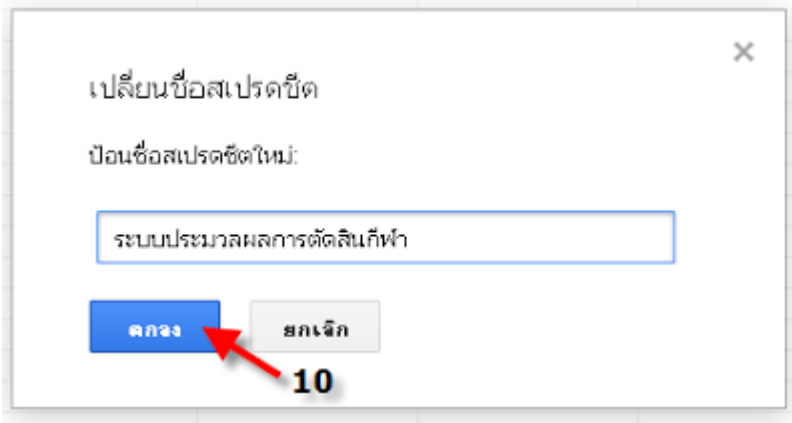 ×
เปลี่ยนชื่อสเปรดชีต
ป้อนชื่อสเปรดชีตใหม่:
ระบบประมวลผลการตัดสินกีฬา
ตกลง ยกเลิก
10